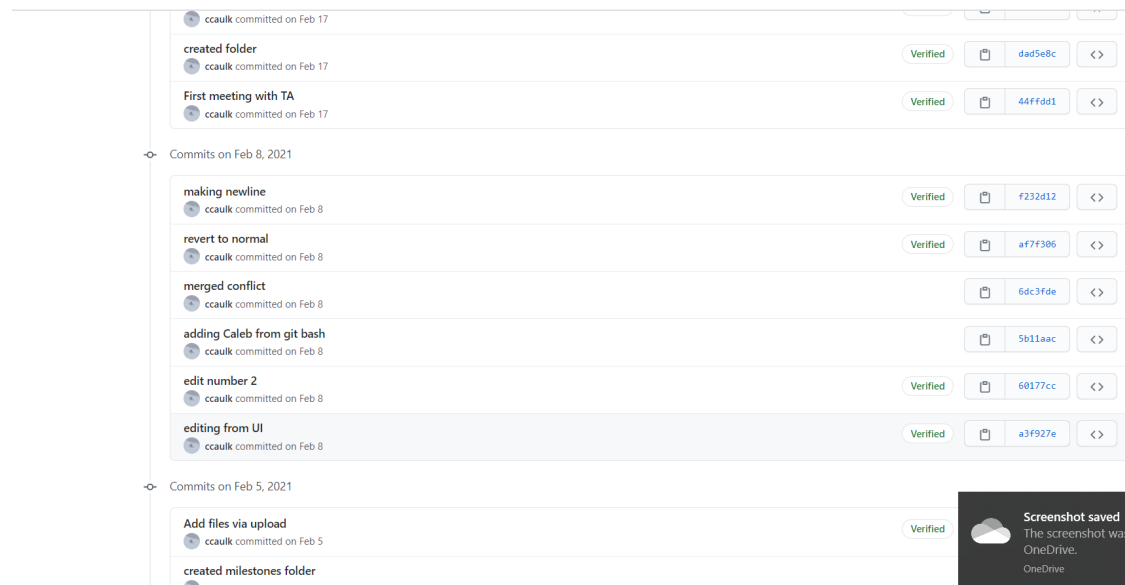 ccaulk committed on Feb 17
created folder
ccaulk committed on Feb 17
Verified
dad5e8c
First meeting with TA
ccaulk committed on Feb 17
Verified
44ffdd1
Commits on Feb 8, 2021
making newline
ccaulk committed on Feb 8
Verified
f232d12
revert to normal
ccaulk committed on Feb 8
Verified
af7f306
merged conflict
ccaulk committed on Feb 8
6dc3fde
adding Caleb from git bash
ccaulk committed on Feb 8
5b11aac
edit number 2
ccaulk committed on Feb 8
Verified
60177cc
editing from UI
ccaulk committed on Feb 8
Verified
a3f927e
Commits on Feb 5, 2021
Add files via upload
ccaulk committed on Feb 5
Verified
created milestones folder
Screenshot saved
The screenshot was
OneDrive.
OneDrive